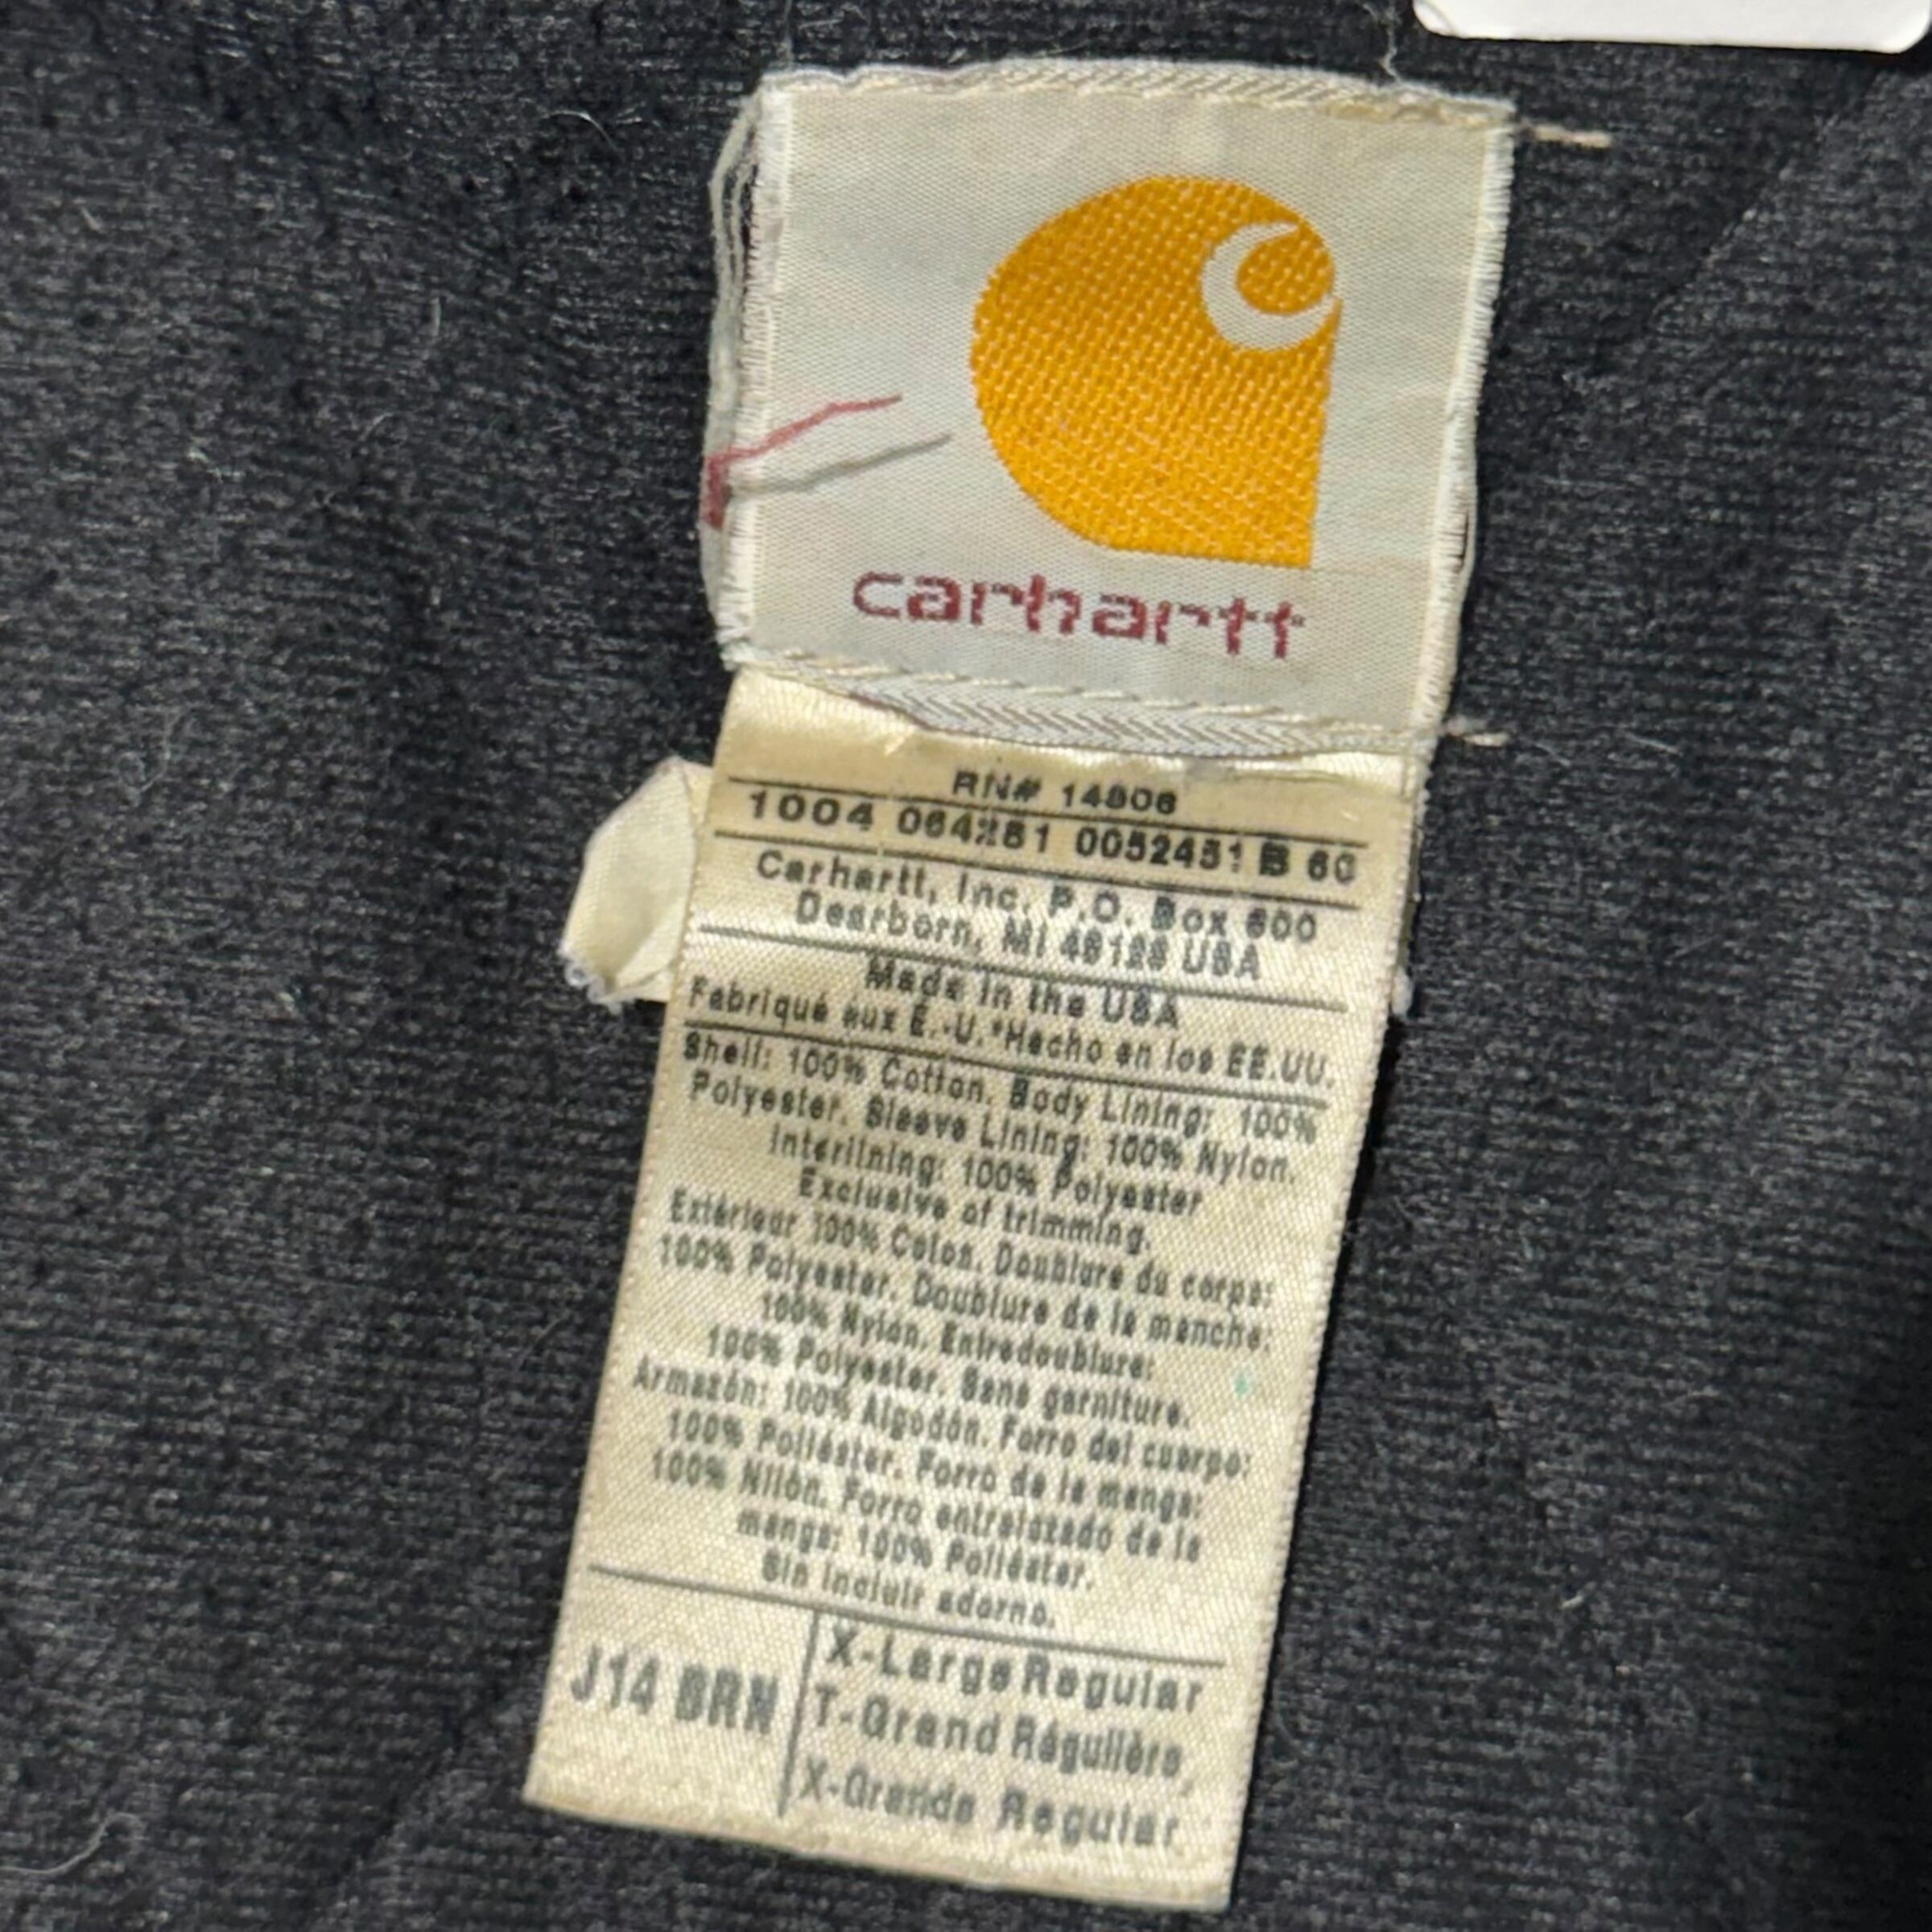 carhartt
RN# 14806
1004 064281 0052451 B 60
Carhartt, Inc. P.O. Box 600
Dearborn, MI 48128 USA
Made in the USA
Fabriqué aux É.-U.*Hecho en los EE.UU.
Shell: 100% Cotton. Body Lining: 100%
Polyester. Sleeve Lining: 100% Nylon.
Interlining: 100% Polyester
Exclusive of trimming.
Extérieur 100% Coton. Doublure du corps:
100% Polyester. Doublure de la manche:
100% Nylon. Entredoublure:
100% Polyester. Sans garniture.
Armazón: 100% Algodón. Forro del cuerpo:
100% Poliéster. Forro de la manga:
100% Nilón. Forro entrelazado de la
manga: 100% Poliéster.
Sin incluir adorno.
J14 BRN
X-Large Regular
T-Grand Régulière
X-Grande Regular